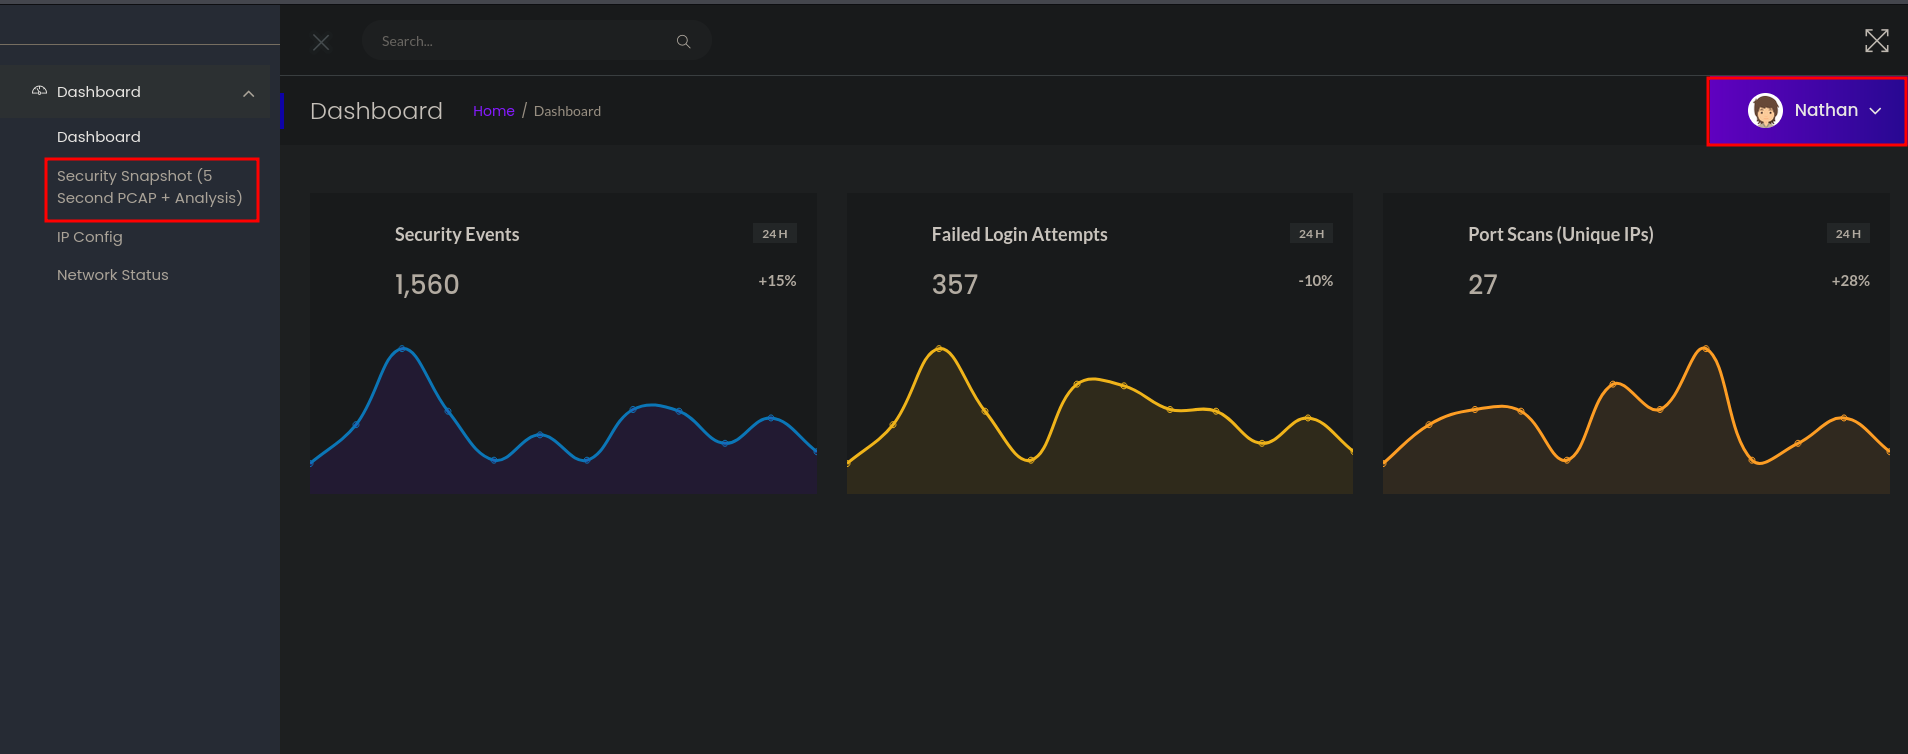 Search...
Dashboard
Dashboard
Security Snapshot (5
Second PCAP + Analysis)
IP Config
Network Status
Dashboard
Home / Dashboard
Nathan
Security Events
24 H
1,560
+15%
Failed Login Attempts
24 H
357
-10%
Port Scans (Unique IPs)
24 H
27
+28%